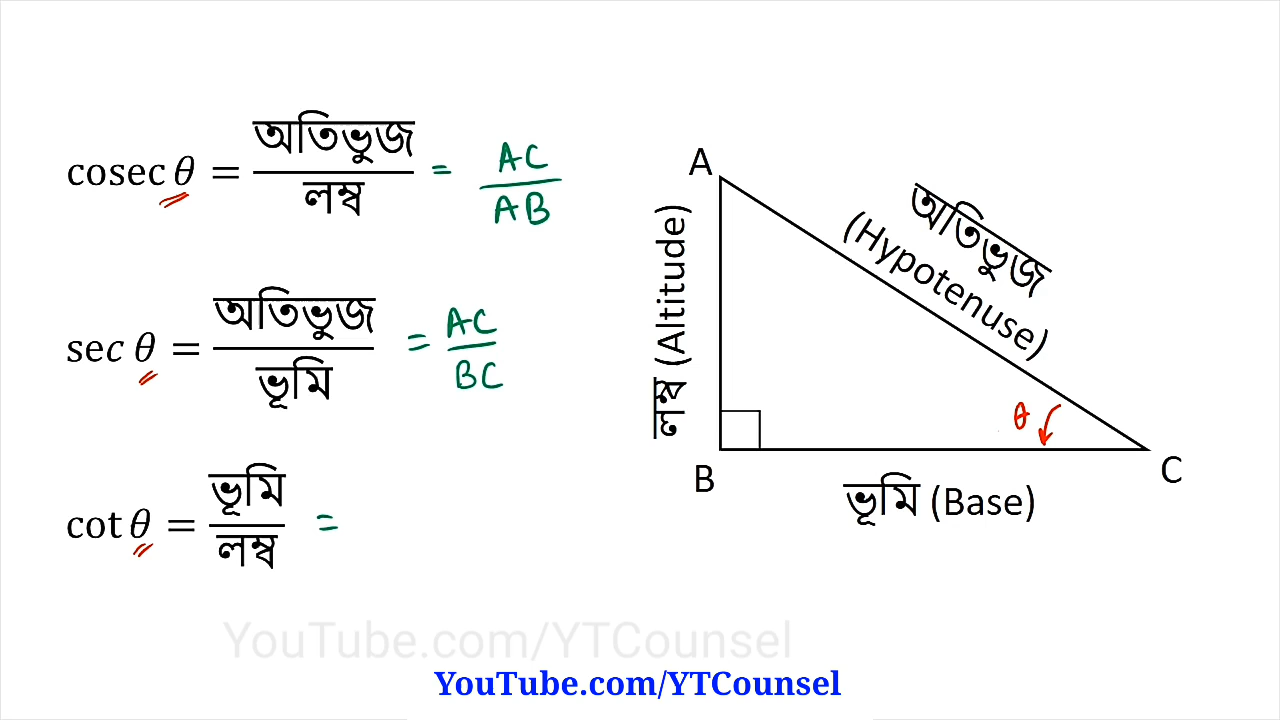 cosec θ = অতিভুজ / লম্ব = AC / AB
sec θ = অতিভুজ / ভূমি = AC / BC
cot θ = ভূমি / লম্ব =
A
অতিভুজ
(Hypotenuse)
লম্ব (Altitude)
θ
B
C
ভূমি (Base)
YouTube.com/YTCounsel
YouTube.com/YTCounsel